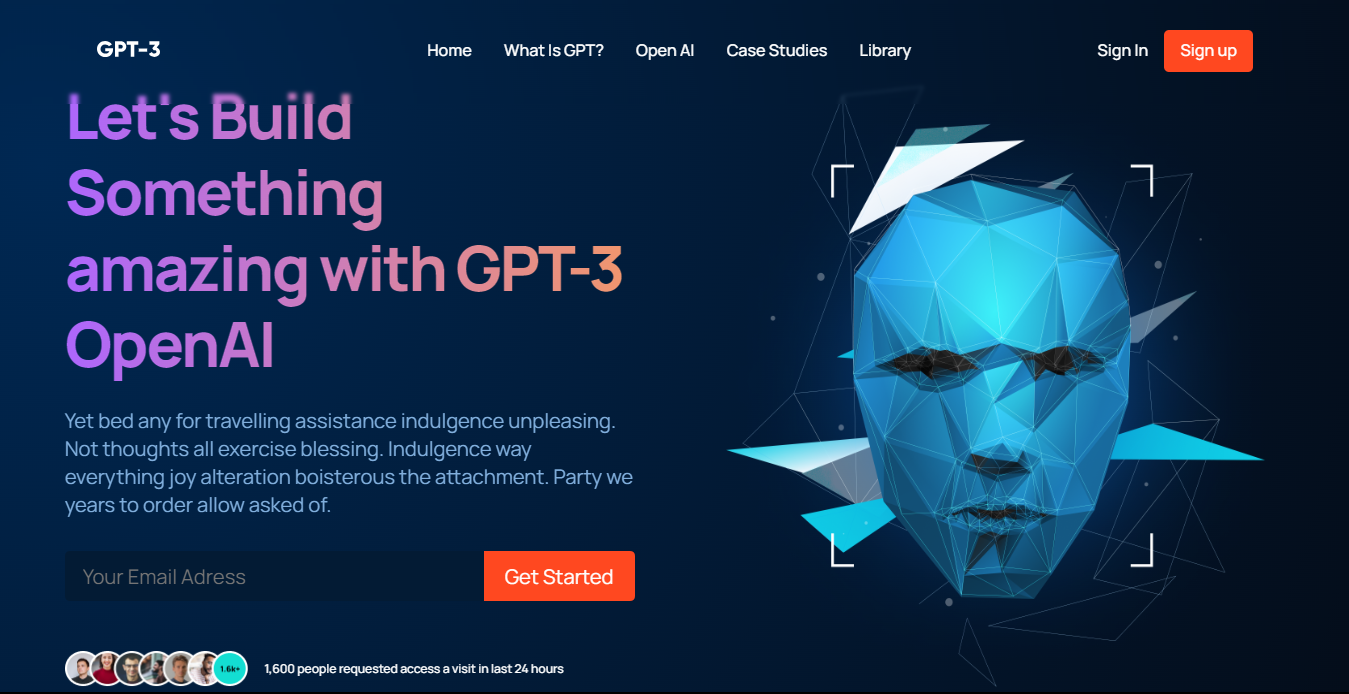 GPT-3
Home
What Is GPT?
Open AI
Case Studies
Library
Sign In
Sign up
Let's Build
Something
amazing with GPT-3
OpenAI
Yet bed any for travelling assistance indulgence unpleasing.
Not thoughts all exercise blessing. Indulgence way
everything joy alteration boisterous the attachment. Party we
years to order allow asked of.
Your Email Adress
Get Started
1.6k+
1,600 people requested access a visit in last 24 hours